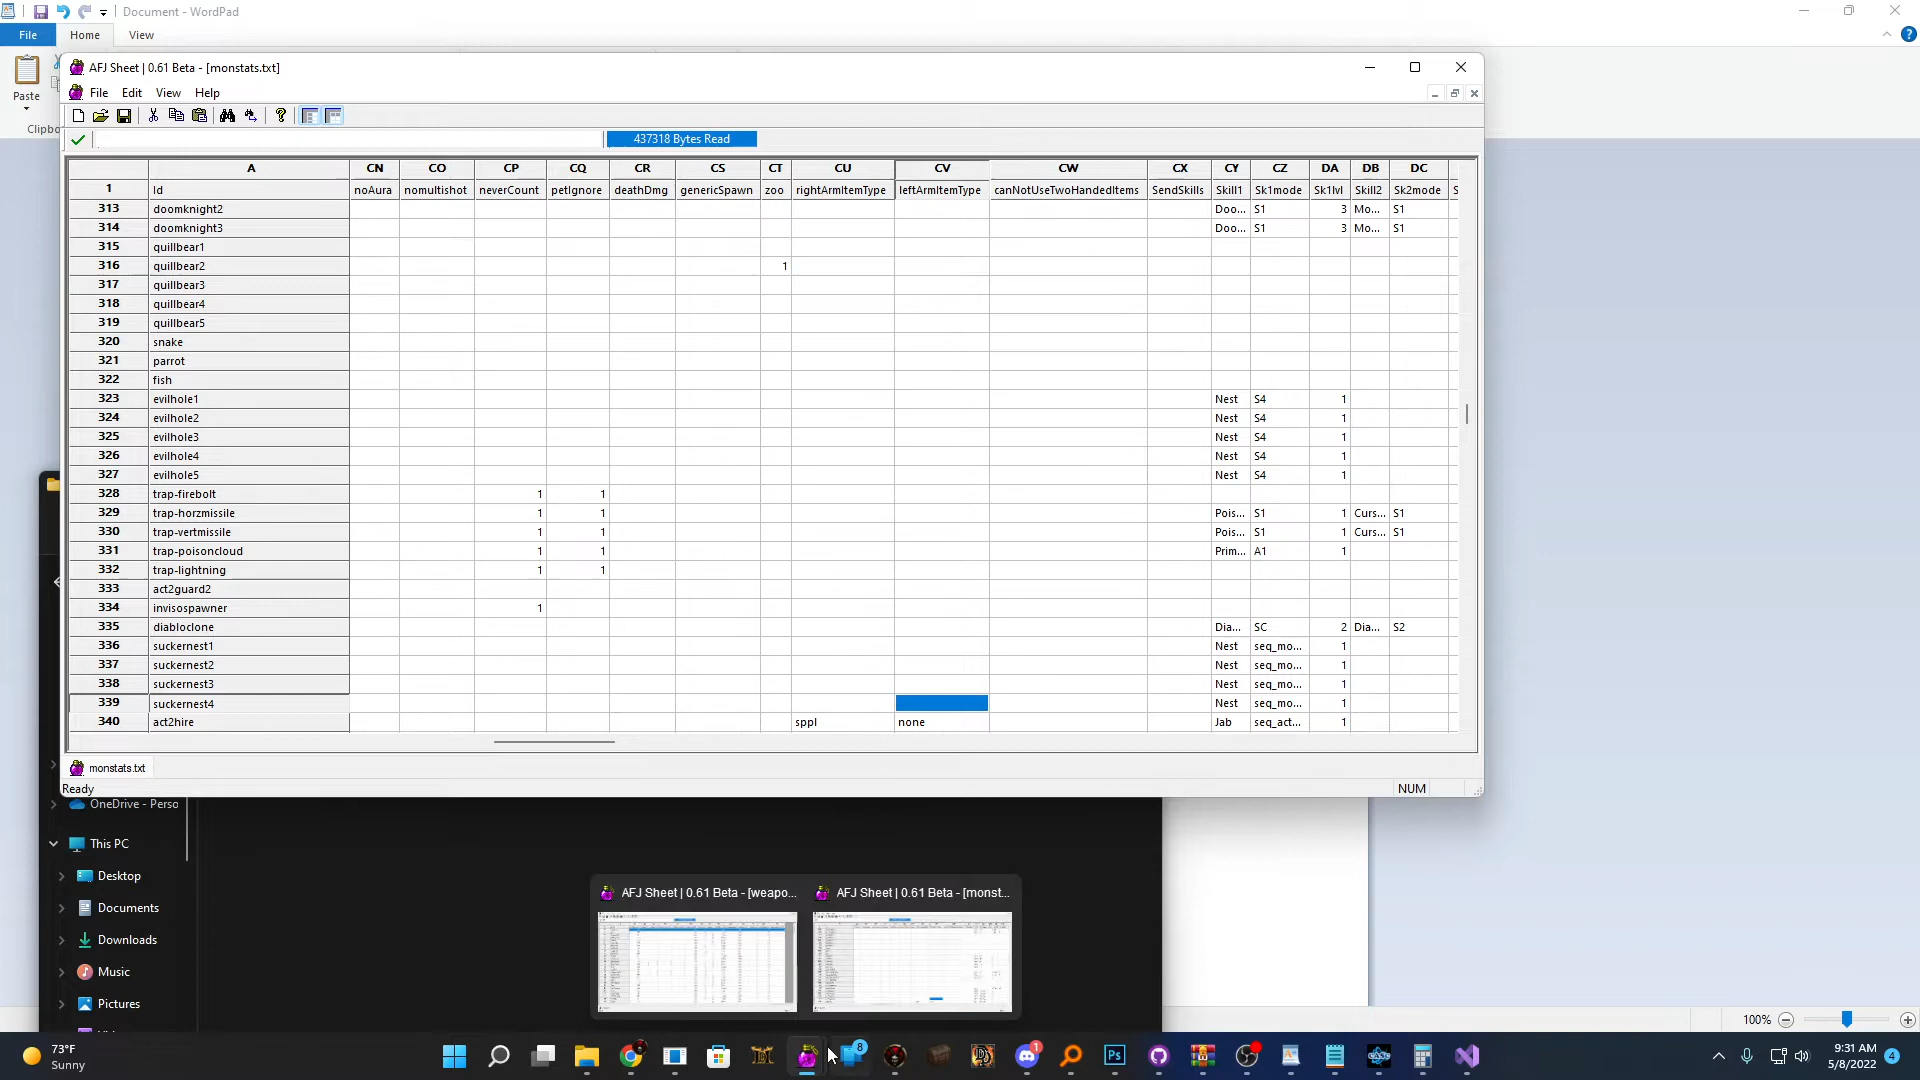 Document - WordPad
File Home View
Paste
Clipb
AFJ Sheet | 0.61 Beta - [monstats.txt]
File Edit View Help
437318 Bytes Read
A CN CO CP CQ CR CS CT CU CV CW CX CY CZ DA DB DC
1 Id noAura nomultishot neverCount petIgnore deathDmg genericSpawn zoo rightArmItemType leftArmItemType canNotUseTwoHandedItems SendSkills Skill1 Sk1mode Sk1lvl Skill2 Sk2mode S
313 doomknight2 Doo... S1 3 Mo... S1
314 doomknight3 Doo... S1 3 Mo... S1
315 quillbear1
316 quillbear2 1
317 quillbear3
318 quillbear4
319 quillbear5
320 snake
321 parrot
322 fish
323 evilhole1 Nest S4 1
324 evilhole2 Nest S4 1
325 evilhole3 Nest S4 1
326 evilhole4 Nest S4 1
327 evilhole5 Nest S4 1
328 trap-firebolt 1 1
329 trap-horzmissile 1 1 Pois... S1 1 Curs... S1
330 trap-vertmissile 1 1 Pois... S1 1 Curs... S1
331 trap-poisoncloud 1 1 Prim... A1 1
332 trap-lightning 1 1
333 act2guard2
334 invisospawner 1
335 diabloclone Dia... SC 2 Dia... S2
336 suckernest1 Nest seq_mo... 1
337 suckernest2 Nest seq_mo... 1
338 suckernest3 Nest seq_mo... 1
339 suckernest4 Nest seq_mo... 1
340 act2hire sppl none Jab seq_act... 1
monstats.txt
Ready NUM
OneDrive - Perso
This PC
Desktop
Documents
Downloads
Music
Pictures
AFJ Sheet | 0.61 Beta - [weapo... AFJ Sheet | 0.61 Beta - [monst...
100%
73°F
Sunny
8
1
9:31 AM
5/8/2022
4